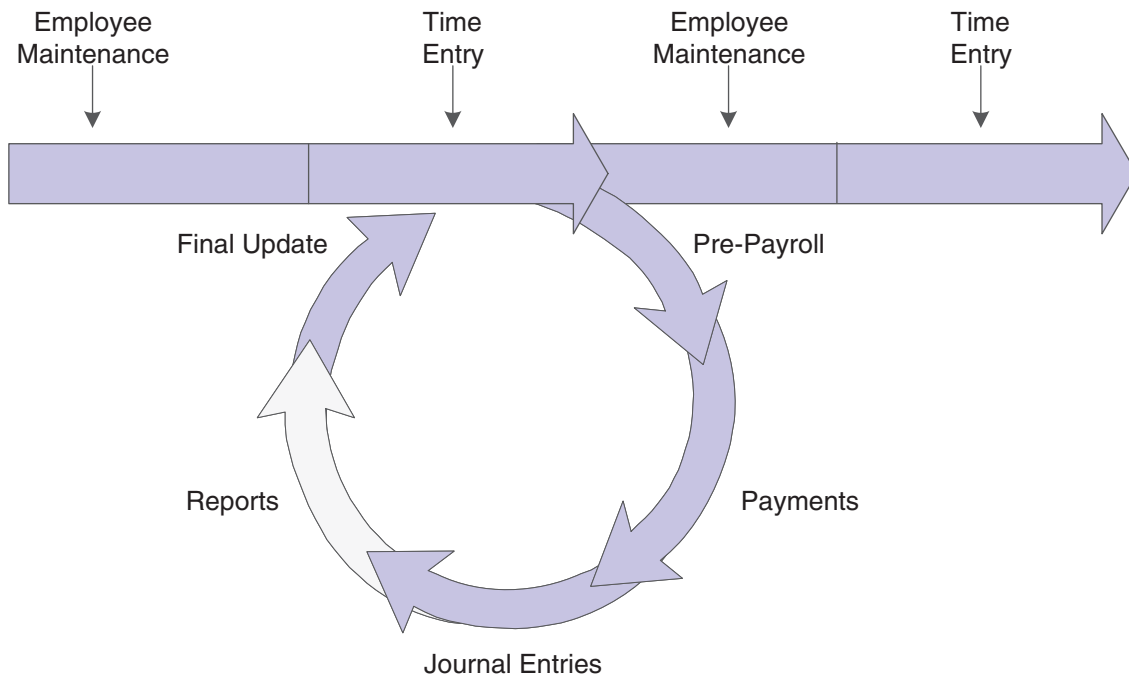 Employee
Maintenance
Time
Entry
Employee
Maintenance
Time
Entry
Final Update
Pre-Payroll
Reports
Payments
Journal Entries